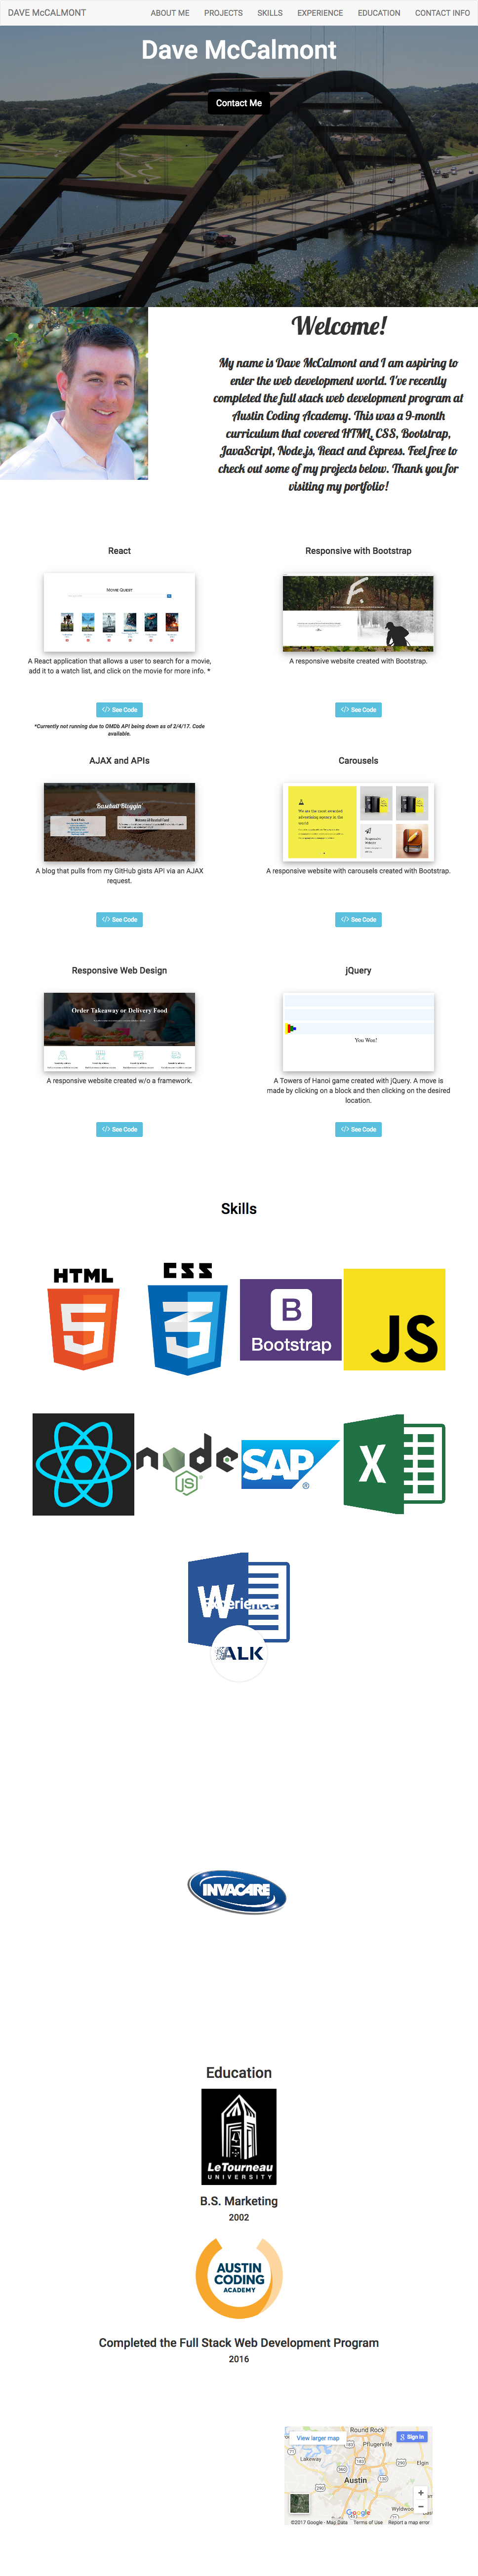 DAVE McCALMONT
ABOUT ME PROJECTS SKILLS EXPERIENCE EDUCATION CONTACT INFO
Dave McCalmont
Contact Me
Welcome!
My name is Dave McCalmont and I am aspiring to
enter the web development world. I've recently
completed the full stack web development program at
Austin Coding Academy. This was a 9-month
curriculum that covered HTML, CSS, Bootstrap,
JavaScript, Node.js, React and Express. Feel free to
check out some of my projects below. Thank you for
visiting my portfolio!
React
Movie Query
A React application that allows a user to search for a movie,
add it to a watch list, and click on the movie for more info. *
</> See Code
*Currently not running due to OMDb API being down as of 2/4/17. Code
available.
Responsive with Bootstrap
F.
A responsive website created with Bootstrap.
</> See Code
AJAX and APIs
Baseball Bloggin'
A blog that pulls from my GitHub gists API via an AJAX
request.
</> See Code
Carousels
We are the most awarded
advertising agency in the
world
A responsive website with carousels created with Bootstrap.
</> See Code
Responsive Web Design
Order Takeaway or Delivery Food
A responsive website created w/o a framework.
</> See Code
jQuery
You Won!
A Towers of Hanoi game created with jQuery. A move is
made by clicking on a block and then clicking on the desired
location.
</> See Code
Skills
HTML
5
CSS
3
B
Bootstrap
JS
node
JS
SAP
X
W
Experience
ALK
INVACARE
Education
LeTourneau
UNIVERSITY
B.S. Marketing
2002
AUSTIN
CODING
ACADEMY
Completed the Full Stack Web Development Program
2016
View larger map
Sign in
Round Rock
Pflugerville
Lakeway
Elgin
Austin
Wyldwood
Google
©2017 Google - Map Data Terms of Use Report a map error